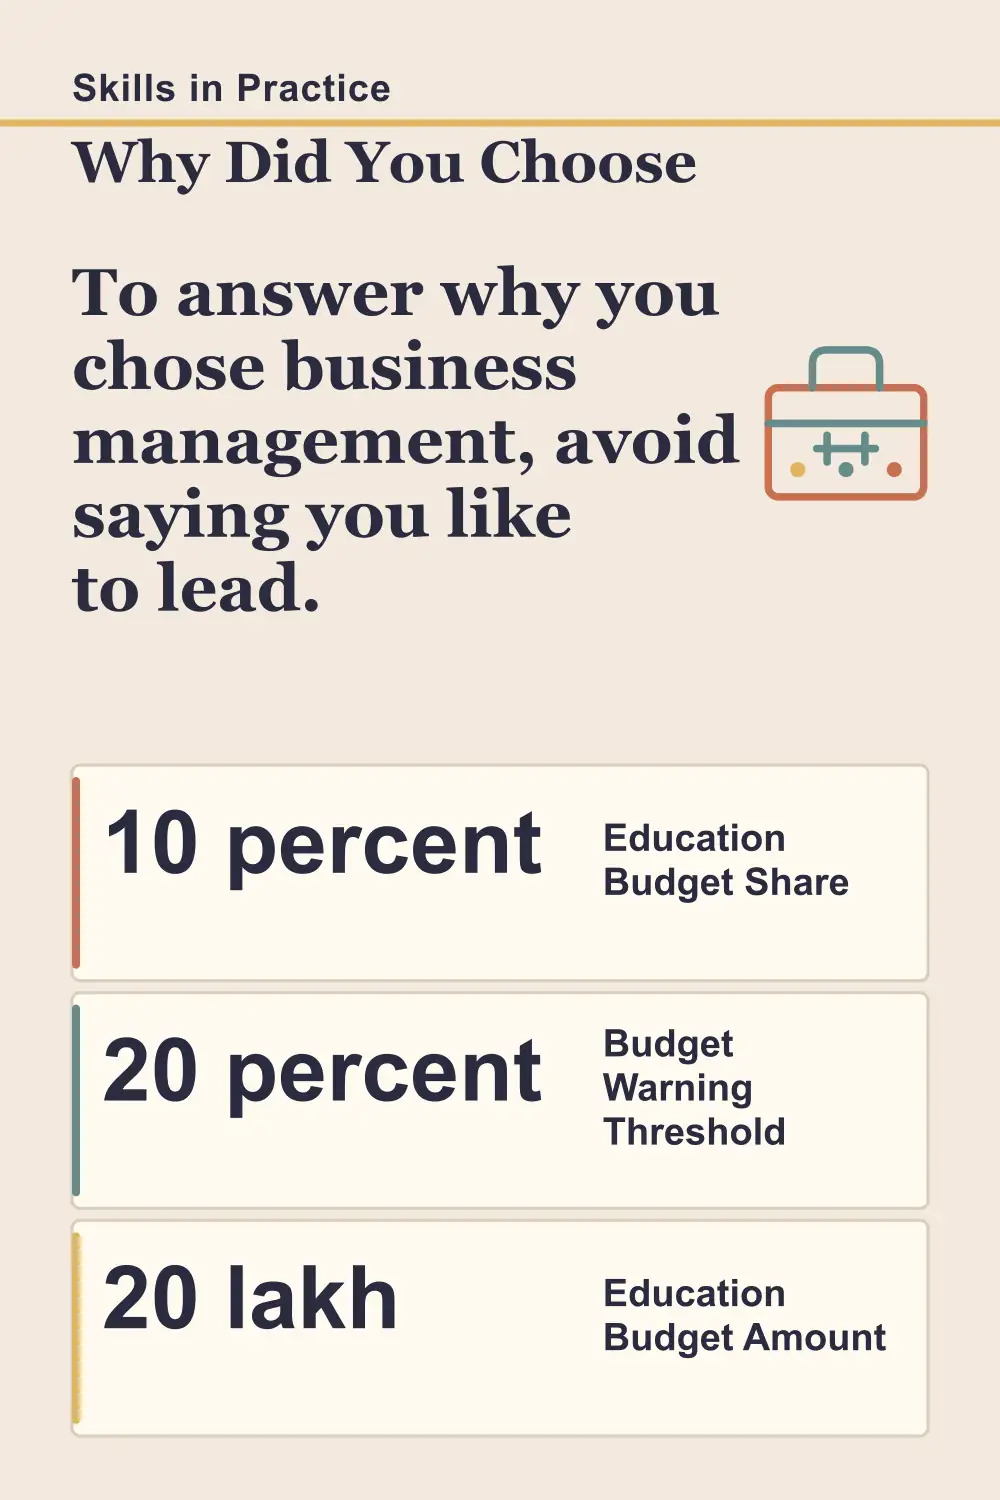 Skills in Practice
Why Did You Choose
To answer why you
chose business
management, avoid
saying you like
to lead.
10 percent
Education
Budget Share
20 percent
Budget
Warning
Threshold
20 lakh
Education
Budget Amount